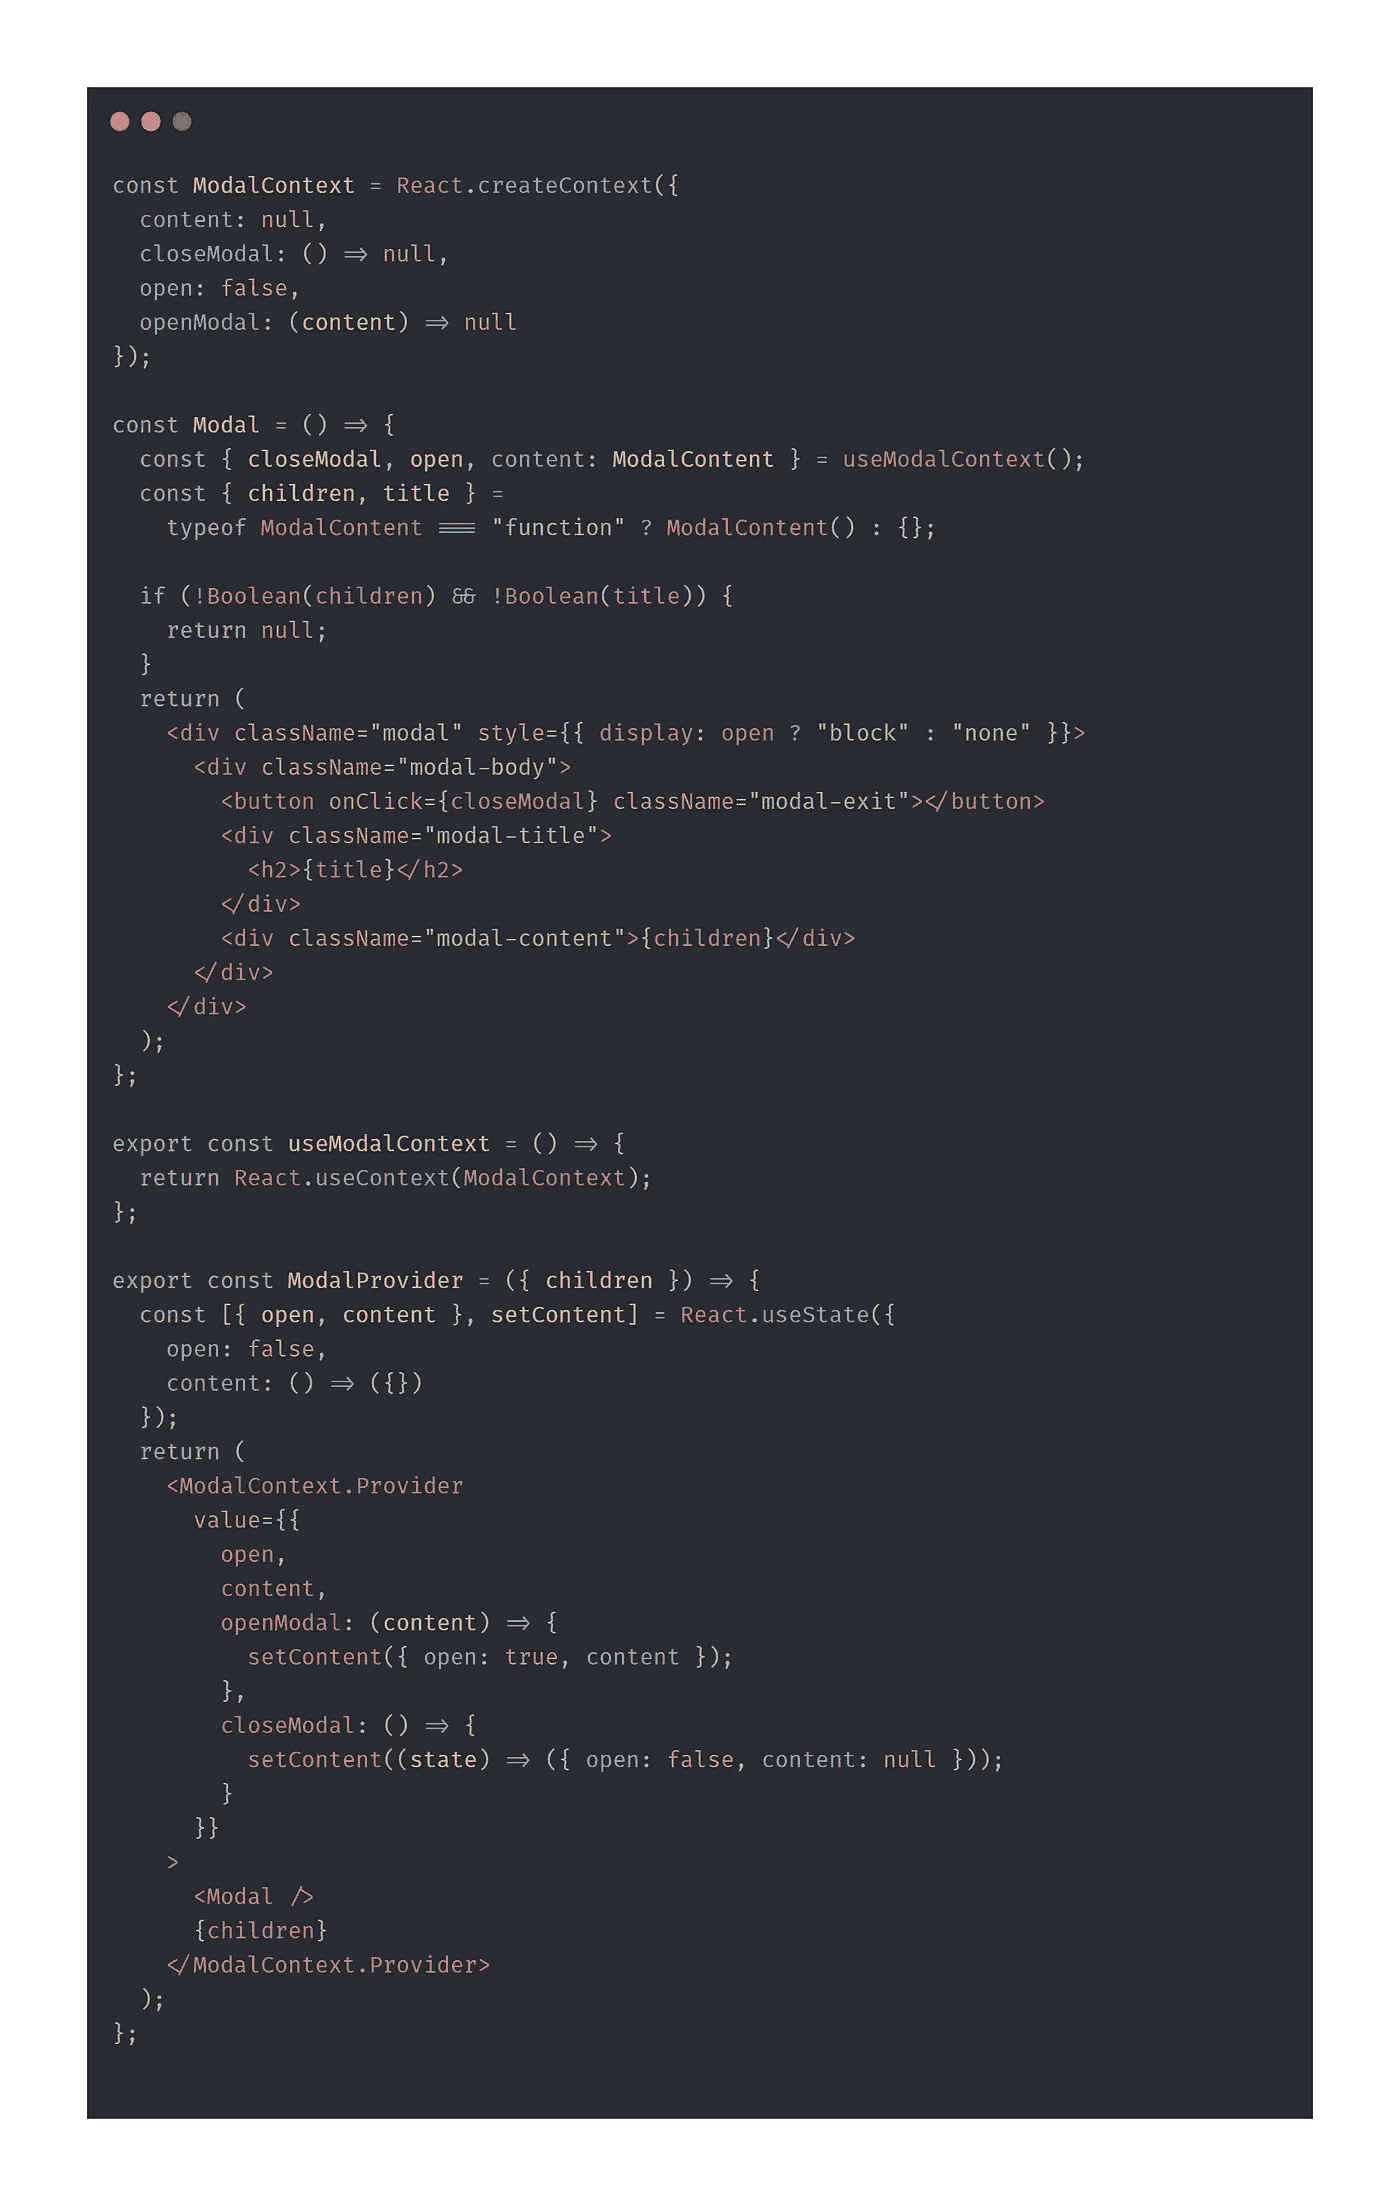 const ModalContext = React.createContext({
  content: null,
  closeModal: () => null,
  open: false,
  openModal: (content) => null
});

const Modal = () => {
  const { closeModal, open, content: ModalContent } = useModalContext();
  const { children, title } =
    typeof ModalContent === "function" ? ModalContent() : {};

  if (!Boolean(children) && !Boolean(title)) {
    return null;
  }
  return (
    <div className="modal" style={{ display: open ? "block" : "none" }}>
      <div className="modal-body">
        <button onClick={closeModal} className="modal-exit"></button>
        <div className="modal-title">
          <h2>{title}</h2>
        </div>
        <div className="modal-content">{children}</div>
      </div>
    </div>
  );
};

export const useModalContext = () => {
  return React.useContext(ModalContext);
};

export const ModalProvider = ({ children }) => {
  const [{ open, content }, setContent] = React.useState({
    open: false,
    content: () => ({})
  });
  return (
    <ModalContext.Provider
      value={{
        open,
        content,
        openModal: (content) => {
          setContent({ open: true, content });
        },
        closeModal: () => {
          setContent((state) => ({ open: false, content: null }));
        }
      }}
    >
      <Modal />
      {children}
    </ModalContext.Provider>
  );
};